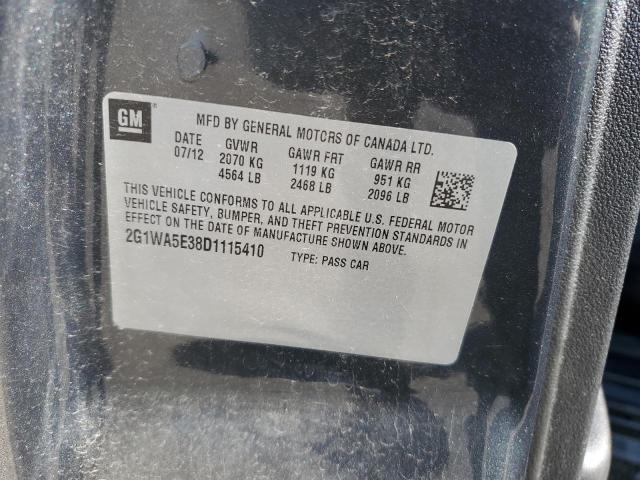 GM
MFD BY GENERAL MOTORS OF CANADA LTD.
DATE GVWR GAWR FRT GAWR RR
07/12 2070 KG 1119 KG 951 KG
4564 LB 2468 LB 2096 LB
THIS VEHICLE CONFORMS TO ALL APPLICABLE U.S. FEDERAL MOTOR
VEHICLE SAFETY, BUMPER, AND THEFT PREVENTION STANDARDS IN
EFFECT ON THE DATE OF MANUFACTURE SHOWN ABOVE.
2G1WA5E38D1115410 TYPE: PASS CAR